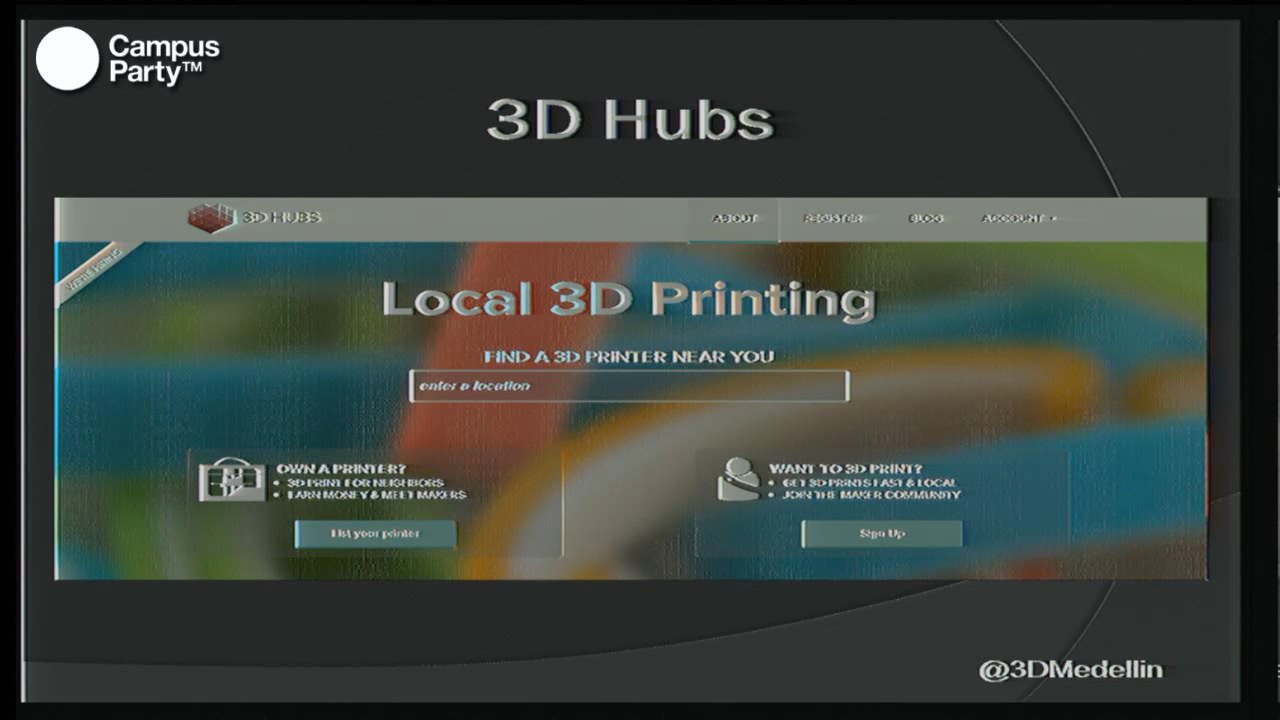 Campus
Party™
3D Hubs
3D HUBS
ABOUT REGISTER BLOG ACCOUNT
Local 3D Printing
FIND A 3D PRINTER NEAR YOU
enter a location
OWN A PRINTER?
• 3D PRINT FOR NEIGHBORS
• EARN MONEY & MEET MAKERS
List your printer
WANT TO 3D PRINT?
• GET 3D PRINTS FAST & LOCAL
• JOIN THE MAKER COMMUNITY
Sign Up
@3DMedellin